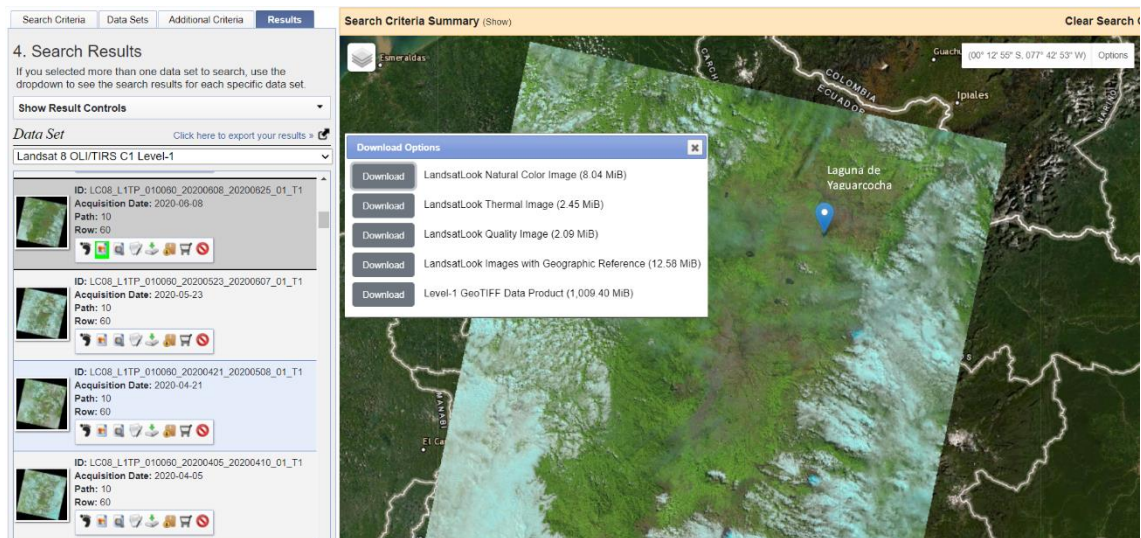 Search Criteria
Data Sets
Additional Criteria
Results
4. Search Results
If you selected more than one data set to search, use the
dropdown to see the search results for each specific data set.
Show Result Controls
Data Set
Click here to export your results »
Landsat 8 OLI/TIRS C1 Level-1
ID: LC08_L1TP_010060_20200608_20200625_01_T1
Acquisition Date: 2020-06-08
Path: 10
Row: 60
ID: LC08_L1TP_010060_20200523_20200607_01_T1
Acquisition Date: 2020-05-23
Path: 10
Row: 60
ID: LC08_L1TP_010060_20200421_20200508_01_T1
Acquisition Date: 2020-04-21
Path: 10
Row: 60
ID: LC08_L1TP_010060_20200405_20200410_01_T1
Acquisition Date: 2020-04-05
Path: 10
Row: 60
Search Criteria Summary (Show)
Clear Search
Esmeraldas
CARCHI
COLOMBIA
ECUADOR
Guachu
(00° 12' 55" S, 077° 42' 53" W)
Options
Ipiales
NARIÑO
Download Options
Download
LandsatLook Natural Color Image (8.04 MiB)
Download
LandsatLook Thermal Image (2.45 MiB)
Download
LandsatLook Quality Image (2.09 MiB)
Download
LandsatLook Images with Geographic Reference (12.58 MiB)
Download
Level-1 GeoTIFF Data Product (1,009.40 MiB)
Laguna de
Yaguarcocha
MANABI
El Ca